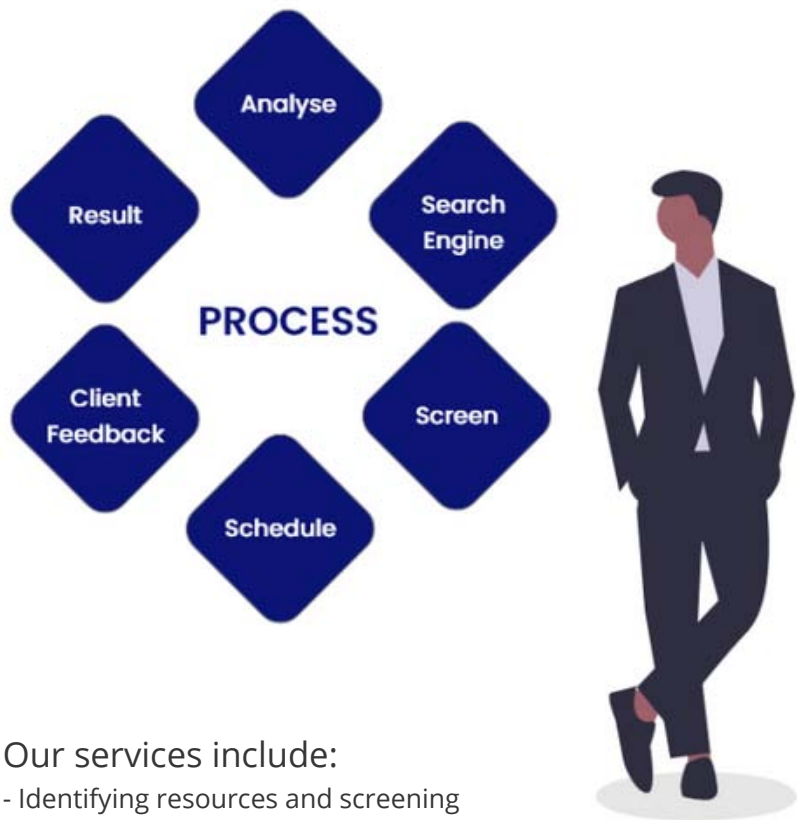 Analyse
Search
Engine
Result
PROCESS
Client
Feedback
Screen
Schedule
Our services include:
- Identifying resources and screening